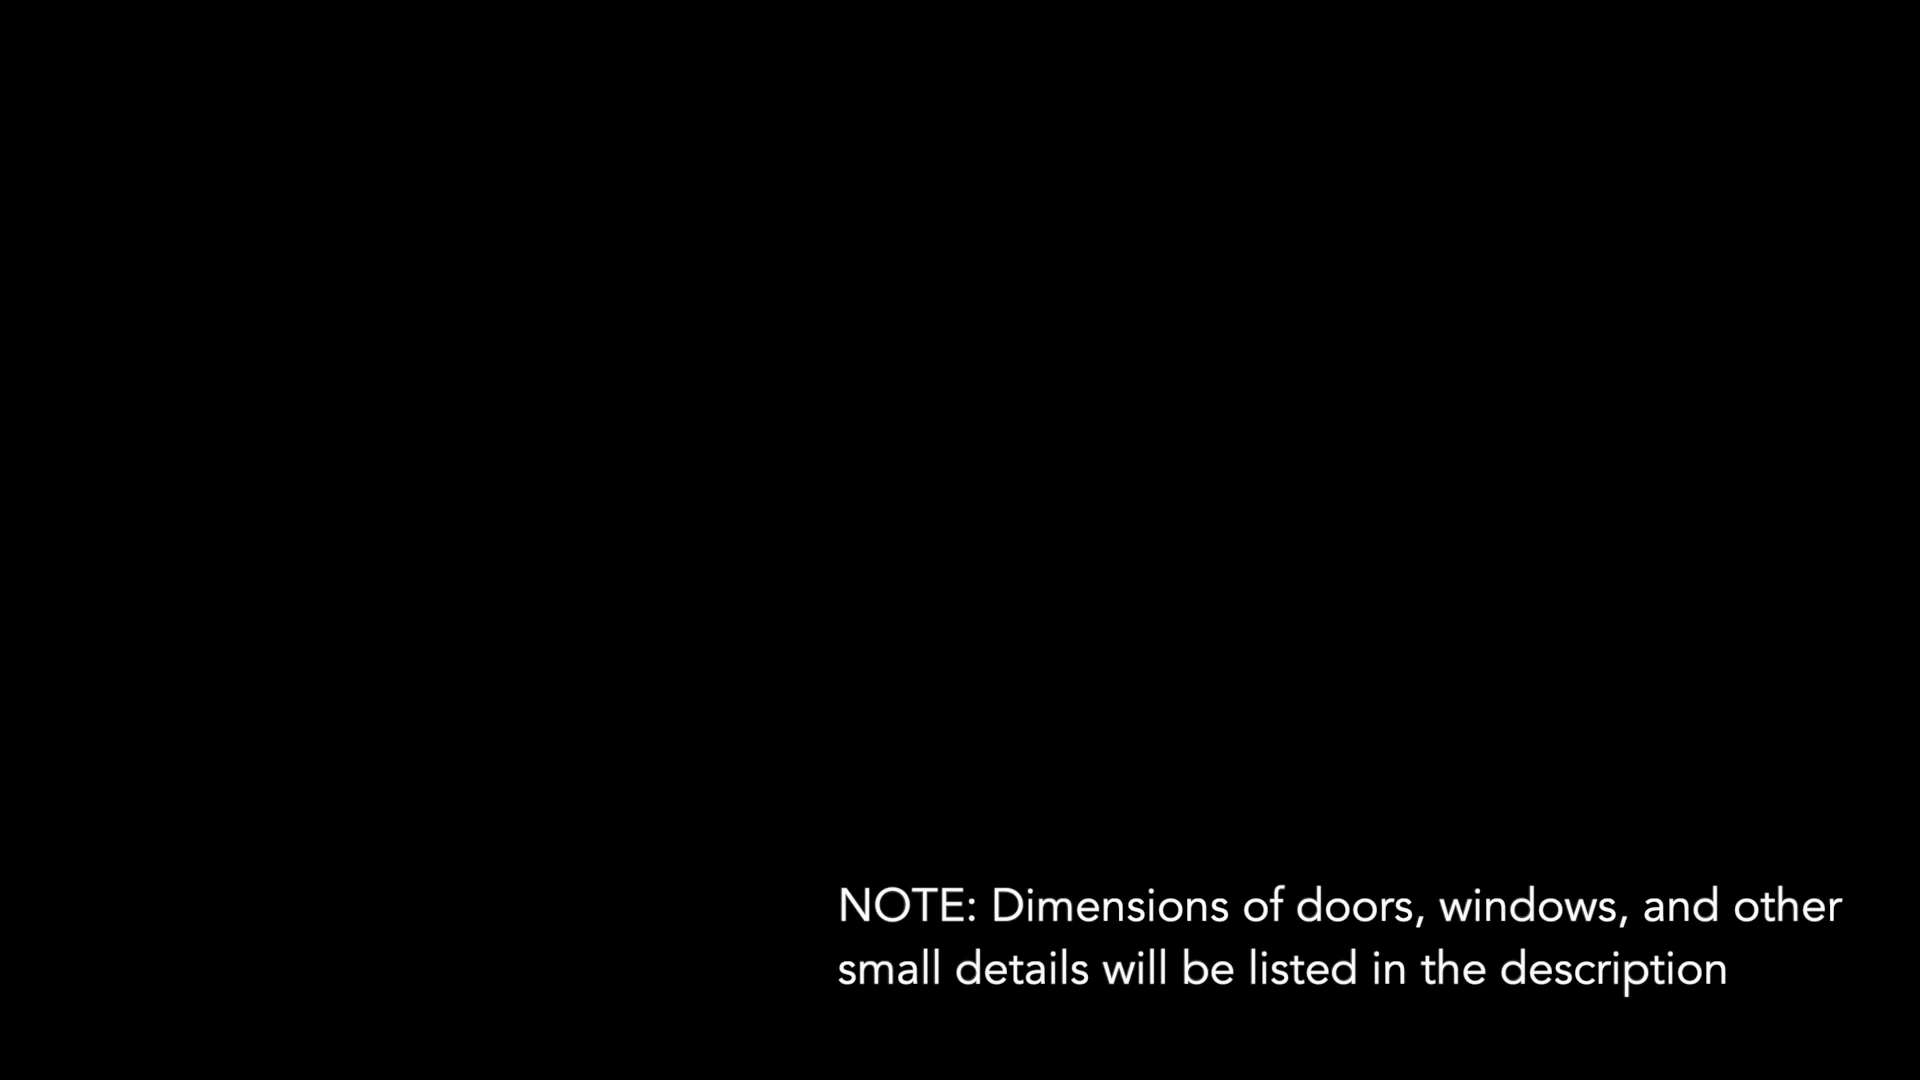 NOTE: Dimensions of doors, windows, and other
small details will be listed in the description